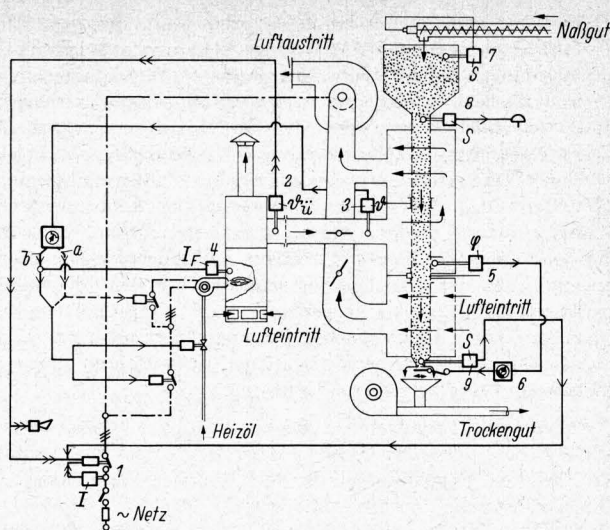 Naßgut
Luftaustritt
7
S
8
S
2
ϑü
3
ϑ
b
a
I_F
4
φ
5
Lufteintritt
Lufteintritt
S
9
6
Heizöl
Trockengut
1
I
~ Netz